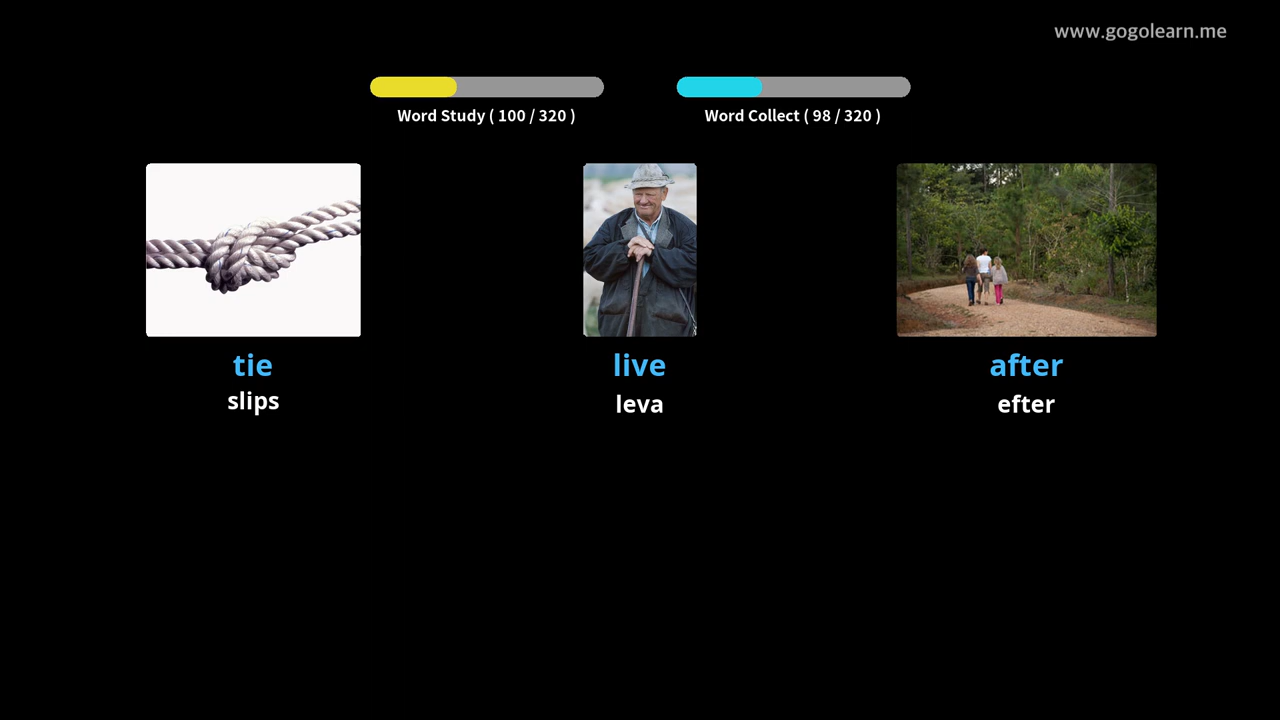 www.gogolearn.me
Word Study ( 100 / 320 )
Word Collect ( 98 / 320 )
tie
slips
live
leva
after
efter